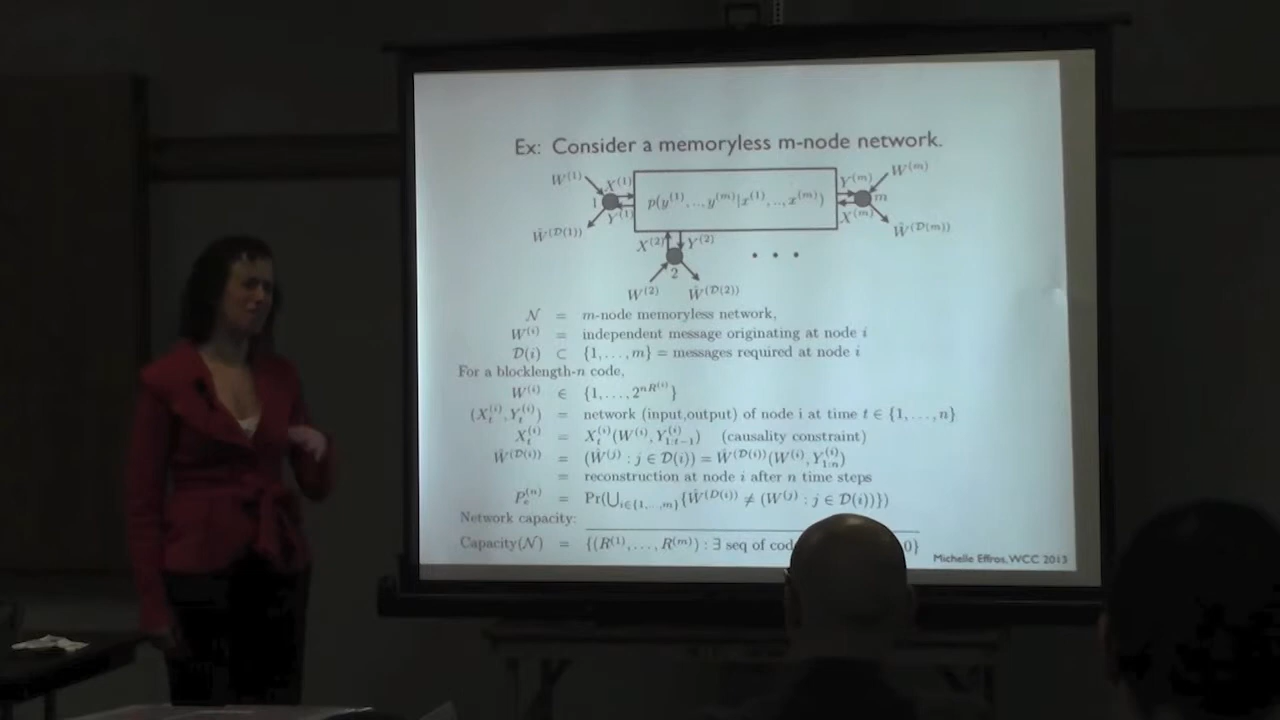 Ex: Consider a memoryless m-node network.
W^(1) X^(1) Y^(m) W^(m)
1 p(y^(1),..,y^(m)|x^(1),..,x^(m)) m
Y^(1) X^(m)
Ŵ^(D(1)) X^(2) Y^(2) Ŵ^(D(m))
2 • • •
W^(2) Ŵ^(D(2))
N = m-node memoryless network,
W^(i) = independent message originating at node i
D(i) ⊂ {1,...,m} = messages required at node i
For a blocklength-n code,
W^(i) ∈ {1,...,2^{nR^(i)}}
(X_t^(i),Y_t^(i)) = network (input,output) of node i at time t ∈ {1,...,n}
X_t^(i) = X_t^(i)(W^(i),Y_{1:t−1}^(i)) (causality constraint)
Ŵ^(D(i)) = (Ŵ^(j) : j ∈ D(i)) = Ŵ^(D(i))(W^(i),Y_{1:n}^(i))
= reconstruction at node i after n time steps
P_e^(n) = Pr(⋃_{i∈{1,...,m}}{Ŵ^(D(i)) ≠ (W^(j) : j ∈ D(i))})
Network capacity:
Capacity(N) = {(R^(1),...,R^(m)) : ∃ seq of cod 0}
Michelle Effros, WCC 2013